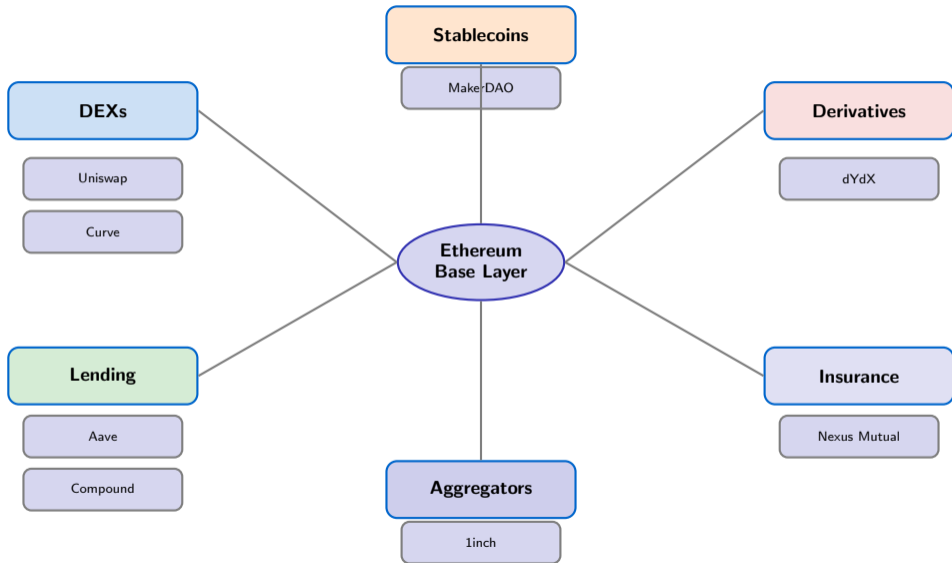 Stablecoins
MakerDAO
DEXs
Uniswap
Curve
Derivatives
dYdX
Ethereum
Base Layer
Lending
Aave
Compound
Insurance
Nexus Mutual
Aggregators
1inch